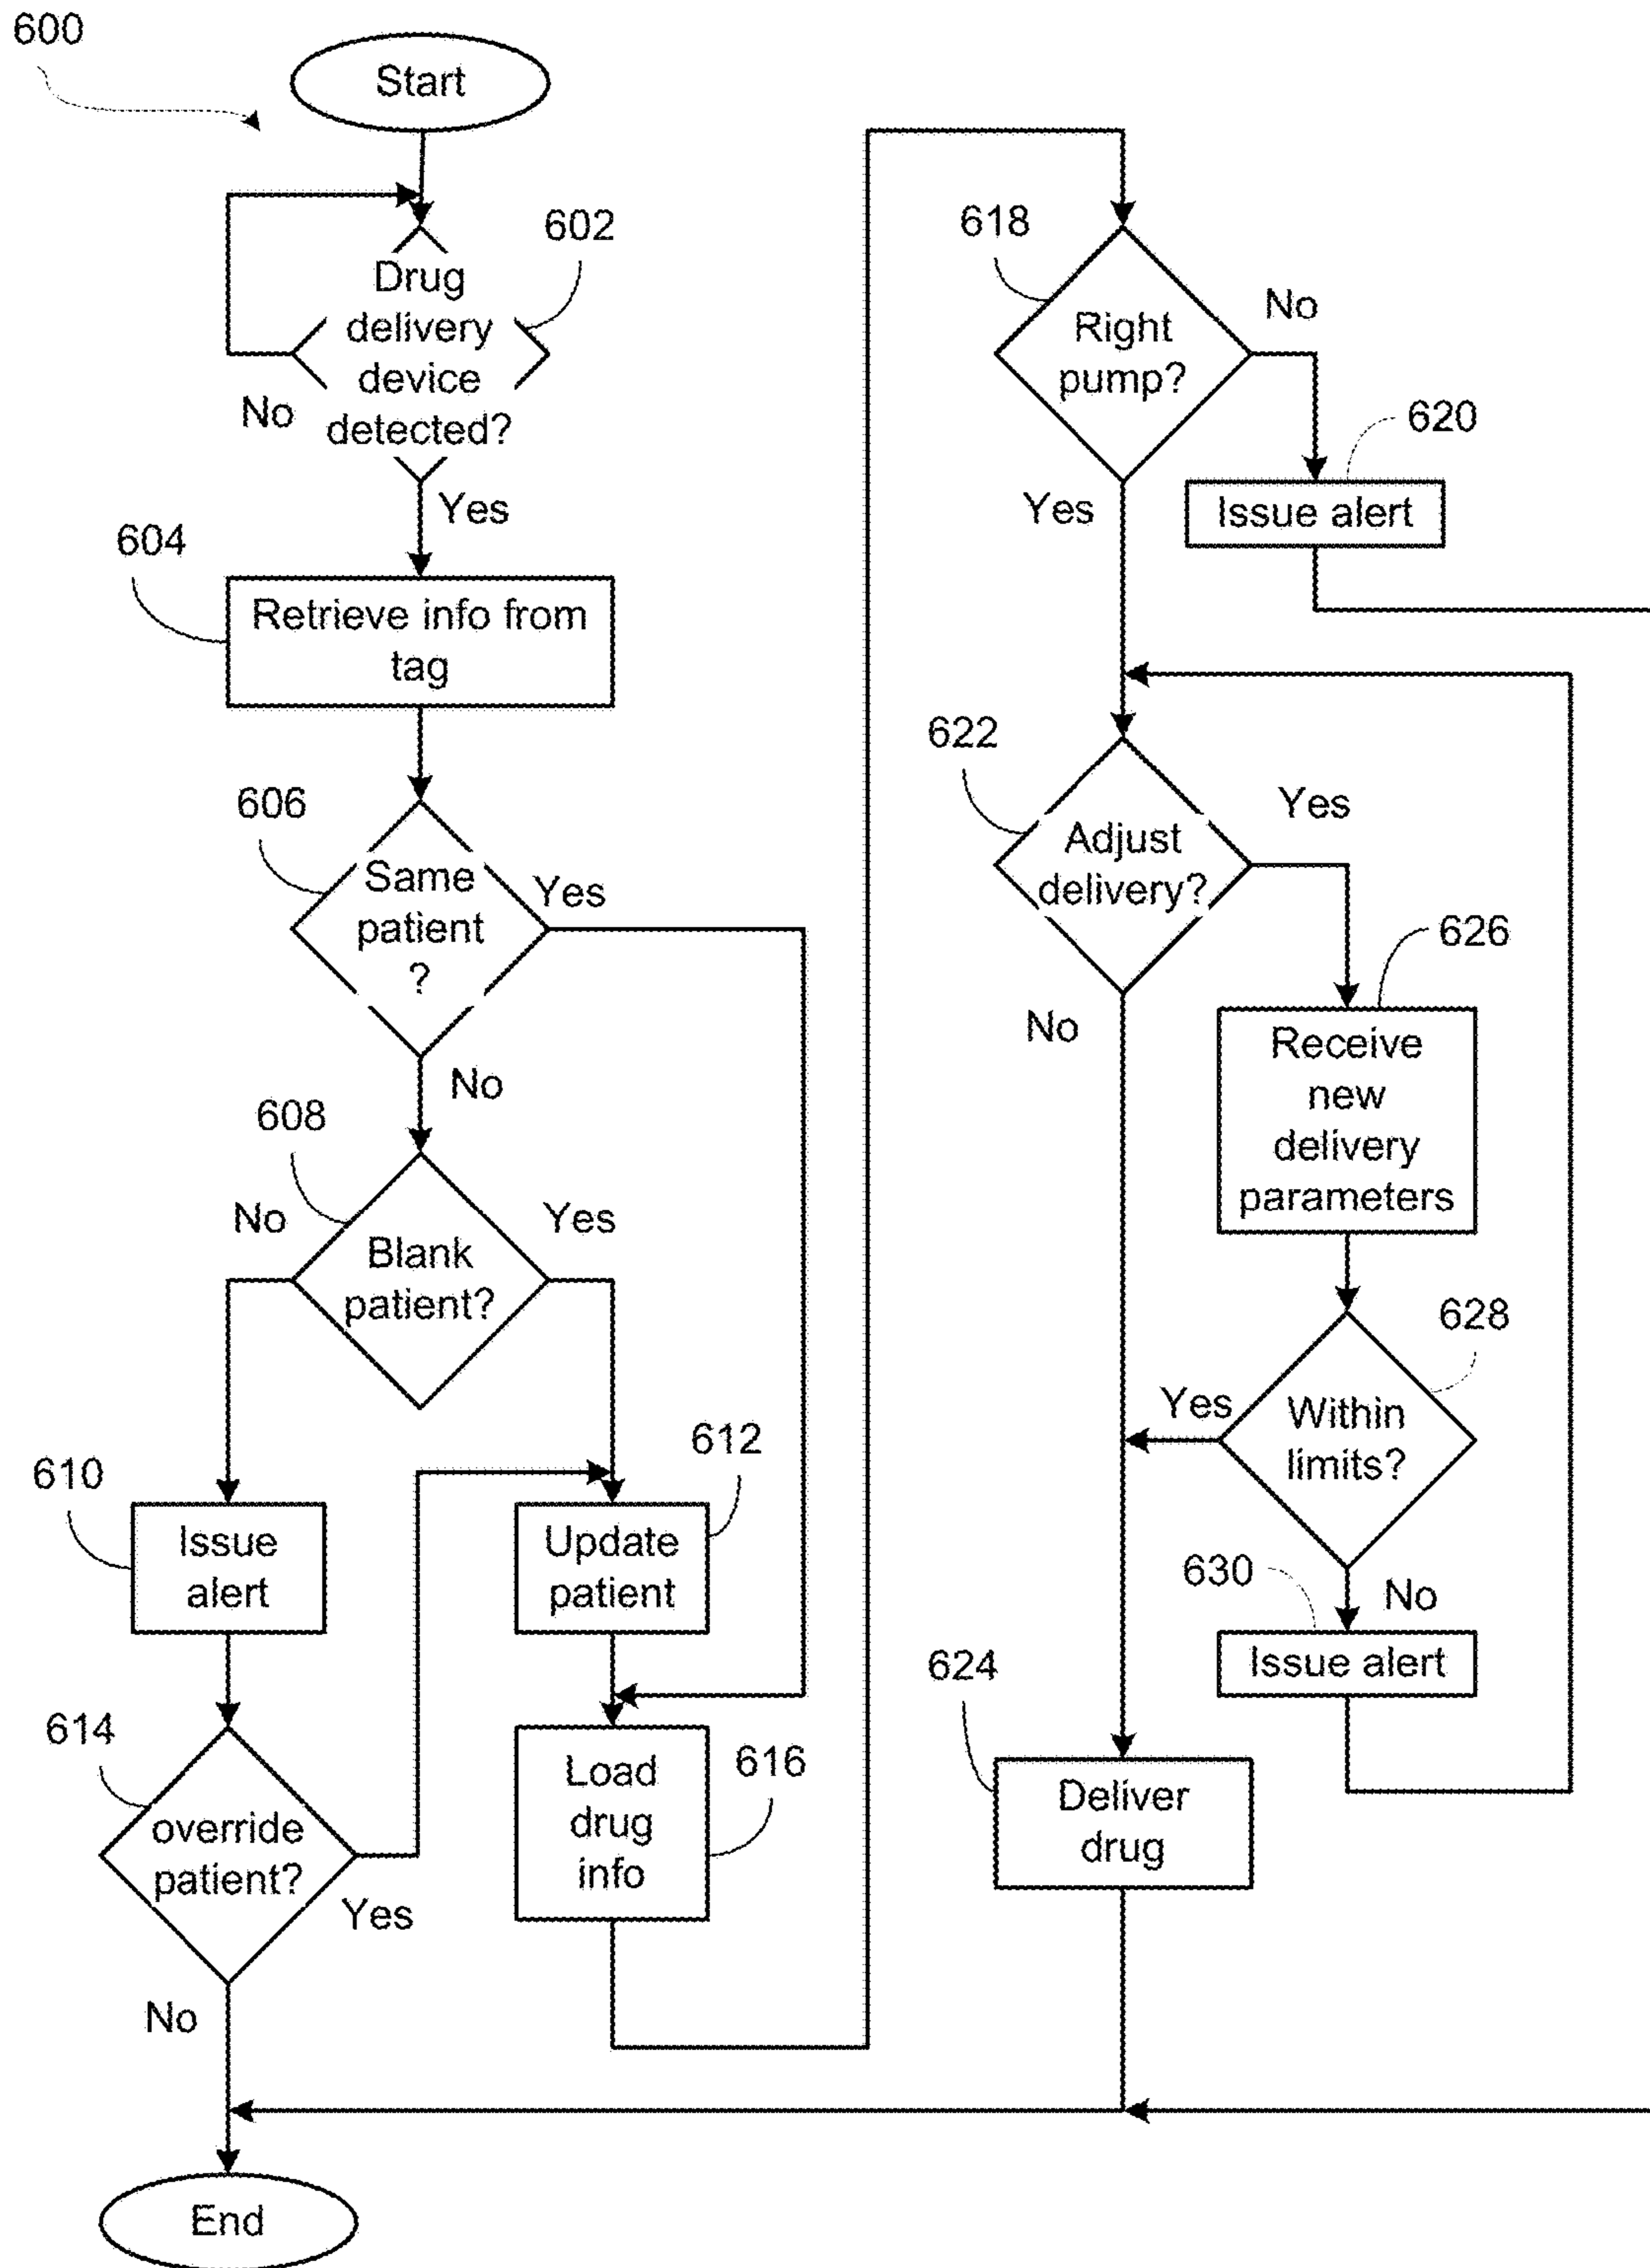 600
Start
602
Drug
delivery
device
detected?
No
Yes
604
Retrieve info from
tag
606
Same
patient
?
Yes
No
608
No
Yes
Blank
patient?
610
Issue
alert
612
Update
patient
614
override
patient?
Yes
No
616
Load
drug
info
End
618
Right
pump?
No
Yes
620
Issue alert
622
Adjust
delivery?
Yes
No
626
Receive
new
delivery
parameters
628
Within
limits?
Yes
No
630
Issue alert
624
Deliver
drug